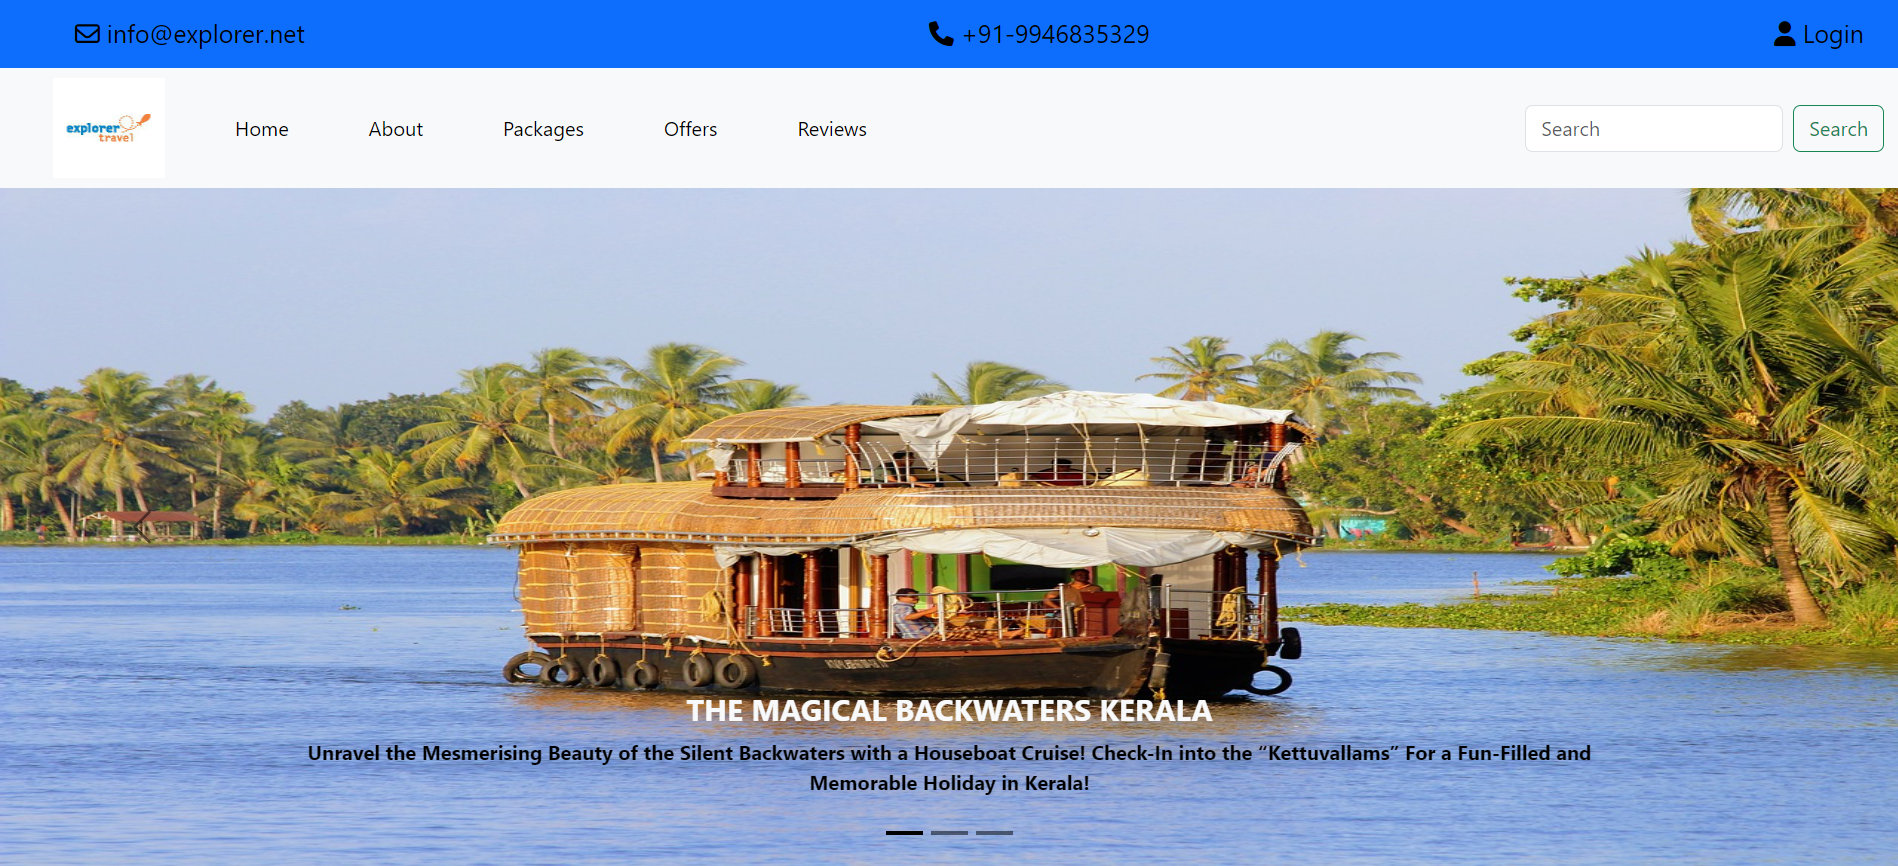 info@explorer.net
+91-9946835329
Login
explorer
travel
Home
About
Packages
Offers
Reviews
Search
Search
THE MAGICAL BACKWATERS KERALA
Unravel the Mesmerising Beauty of the Silent Backwaters with a Houseboat Cruise! Check-In into the “Kettuvallams” For a Fun-Filled and
Memorable Holiday in Kerala!